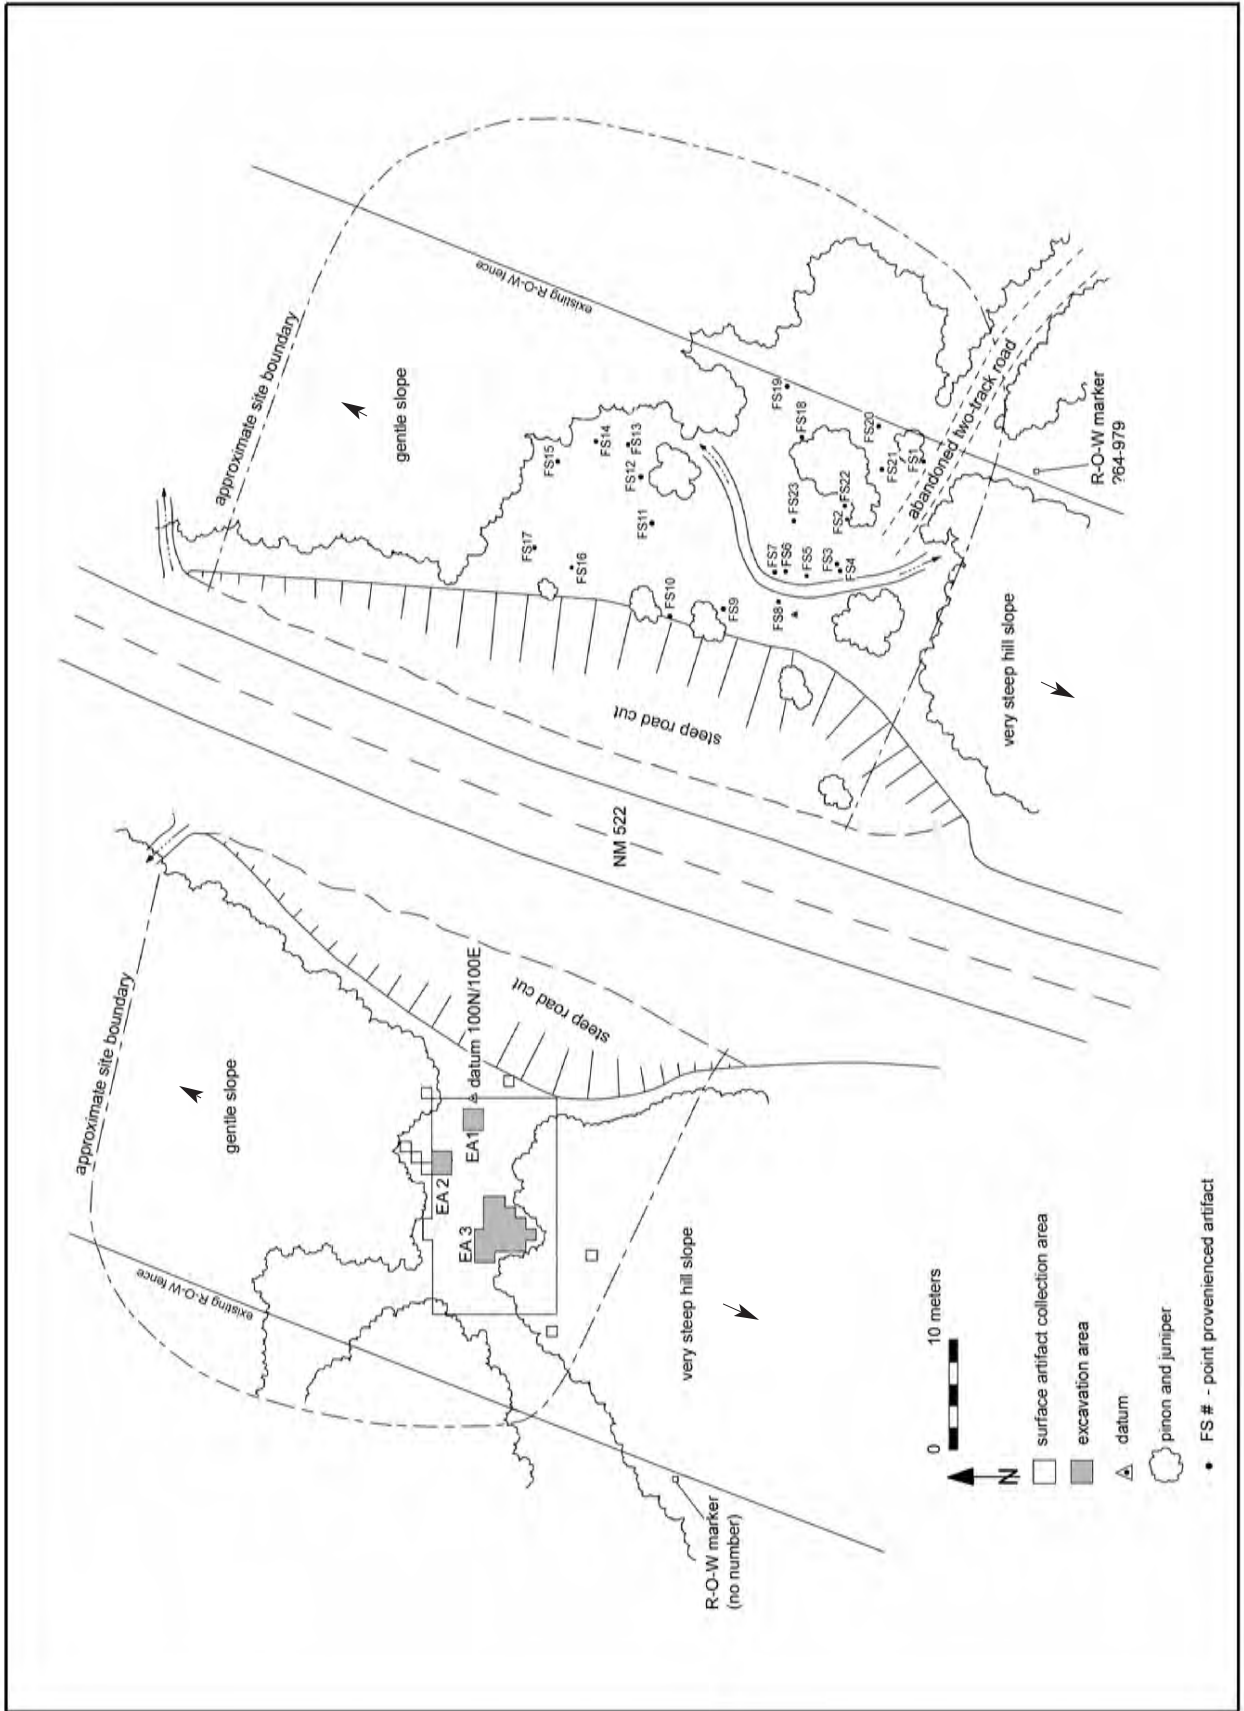 approximate site boundary
gentle slope
existing R-O-W fence
EA 2
EA1
EA 3
datum 100N/100E
steep road cut
very steep hill slope
R-O-W marker
(no number)
NM 522
approximate site boundary
gentle slope
existing R-O-W fence
steep road cut
FS17
FS16
FS15
FS14
FS13
FS12
FS11
FS10
FS9
FS8
FS7
FS6
FS5
FS3
FS4
FS23
FS2
FS22
FS18
FS19
FS20
FS21
FS1
abandoned two-track road
very steep hill slope
R-O-W marker
?64-979
0 10 meters
N
surface artifact collection area
excavation area
datum
pinon and juniper
FS # - point provenienced artifact